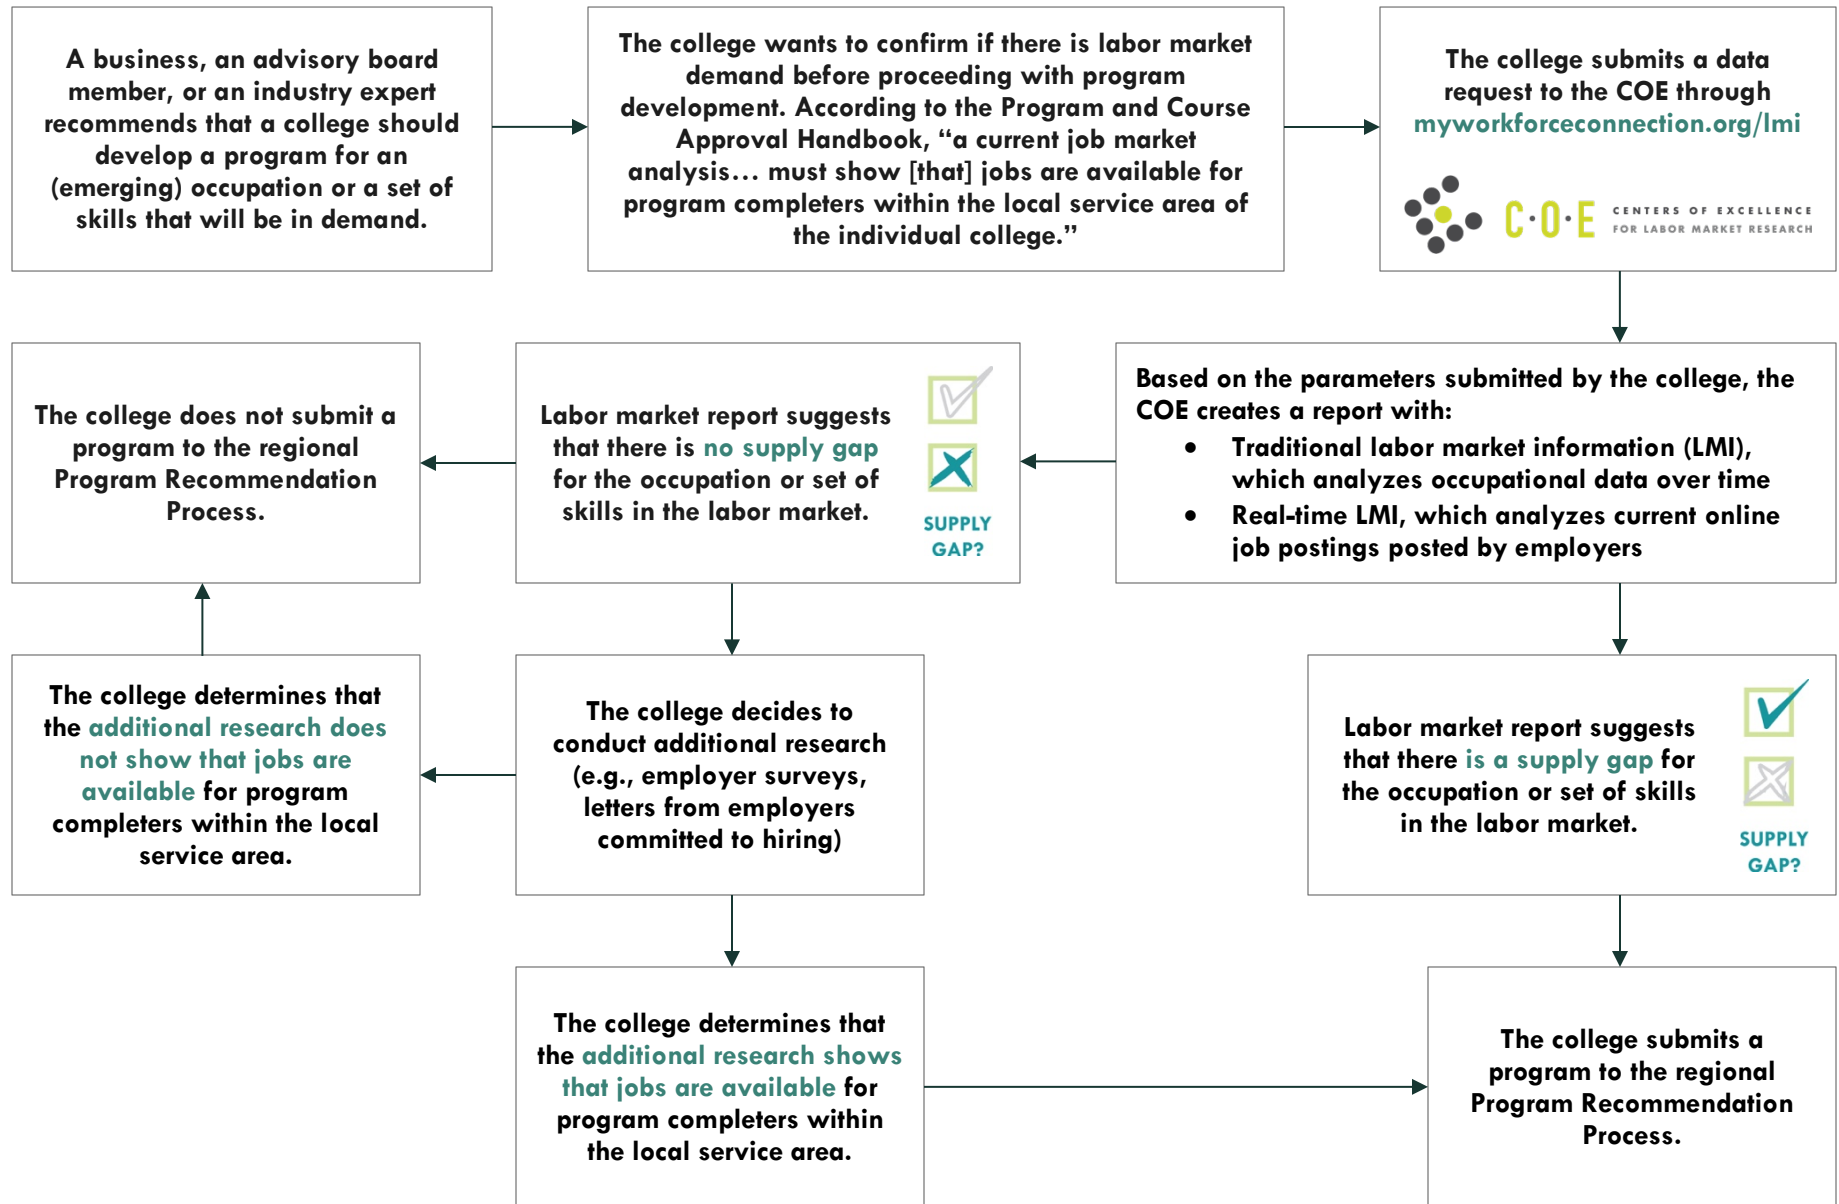 A business, an advisory board
member, or an industry expert
recommends that a college should
develop a program for an
(emerging) occupation or a set of
skills that will be in demand.
The college wants to confirm if there is labor market
demand before proceeding with program
development. According to the Program and Course
Approval Handbook, “a current job market
analysis… must show [that] jobs are available for
program completers within the local service area of
the individual college.”
The college submits a data
request to the COE through
myworkforceconnection.org/lmi
C·O·E
CENTERS OF EXCELLENCE
FOR LABOR MARKET RESEARCH
Based on the parameters submitted by the college, the
COE creates a report with:
• Traditional labor market information (LMI),
which analyzes occupational data over time
• Real-time LMI, which analyzes current online
job postings posted by employers
Labor market report suggests
that there is no supply gap
for the occupation or set of
skills in the labor market.
SUPPLY
GAP?
The college does not submit a
program to the regional
Program Recommendation
Process.
The college determines that
the additional research does
not show that jobs are
available for program
completers within the local
service area.
The college decides to
conduct additional research
(e.g., employer surveys,
letters from employers
committed to hiring)
Labor market report suggests
that there is a supply gap for
the occupation or set of skills
in the labor market.
SUPPLY
GAP?
The college determines that
the additional research shows
that jobs are available for
program completers within
the local service area.
The college submits a
program to the regional
Program Recommendation
Process.